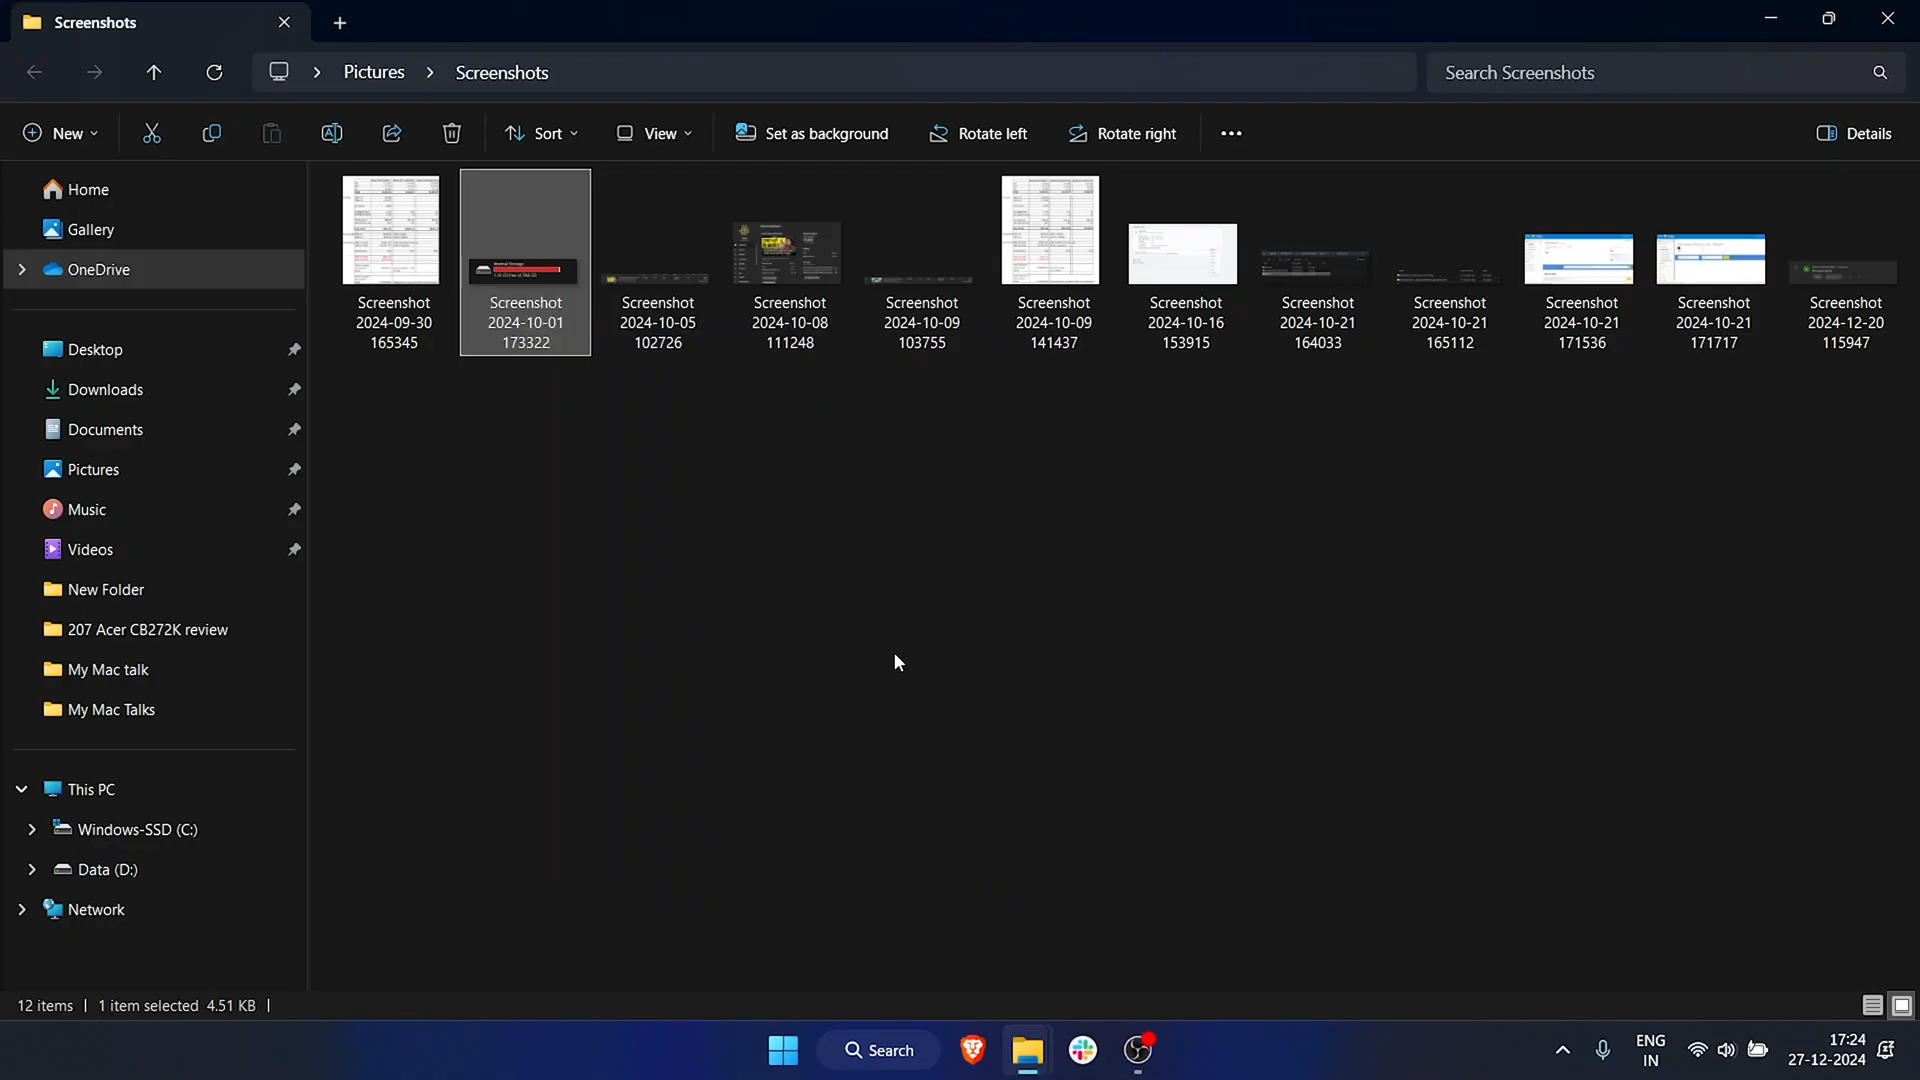 Screenshots
Pictures
Screenshots
Search Screenshots
New
Sort
View
Set as background
Rotate left
Rotate right
Details
Home
Gallery
OneDrive
Desktop
Downloads
Documents
Pictures
Music
Videos
New Folder
207 Acer CB272K review
My Mac talk
My Mac Talks
This PC
Windows-SSD (C:)
Data (D:)
Network
Screenshot
2024-09-30
165345
Screenshot
2024-10-01
173322
Screenshot
2024-10-05
102726
Screenshot
2024-10-08
111248
Screenshot
2024-10-09
103755
Screenshot
2024-10-09
141437
Screenshot
2024-10-16
153915
Screenshot
2024-10-21
164033
Screenshot
2024-10-21
165112
Screenshot
2024-10-21
171536
Screenshot
2024-10-21
171717
Screenshot
2024-12-20
115947
12 items
1 item selected 4.51 KB
Search
ENG
IN
17:24
27-12-2024